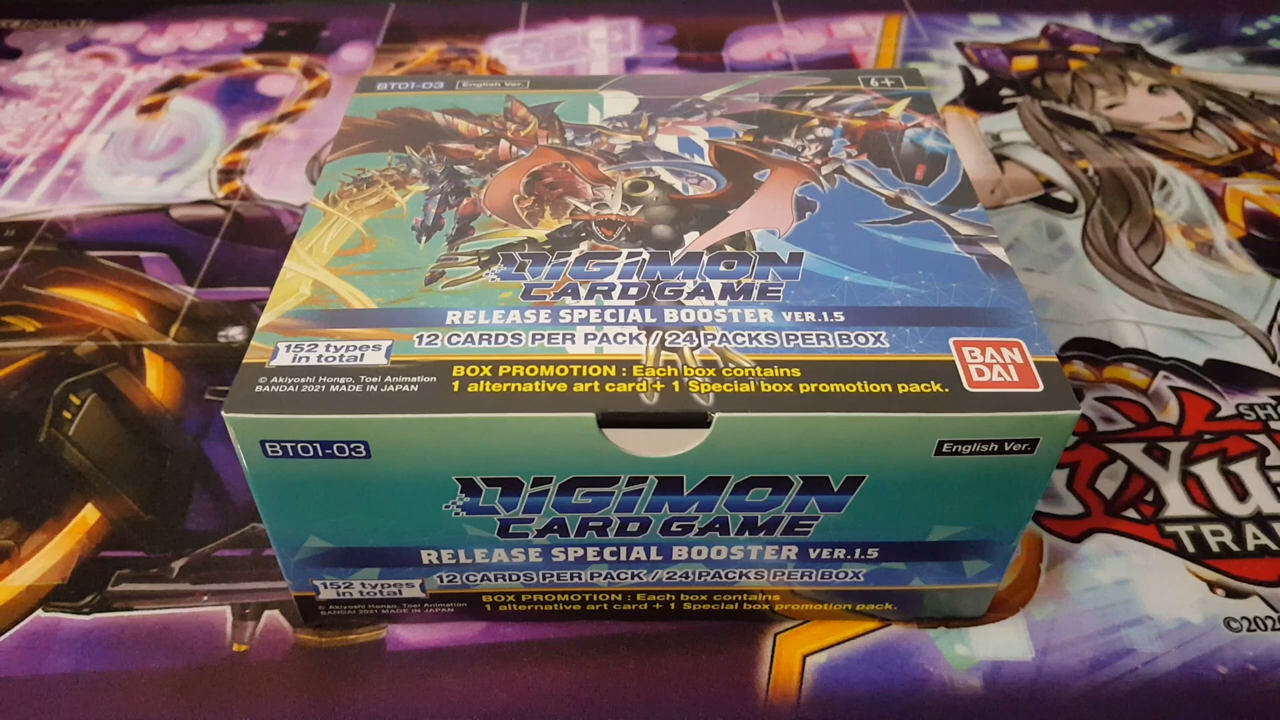 BT01-03 English Ver. 6+
DIGIMON
CARD GAME
RELEASE SPECIAL BOOSTER VER.1.5
12 CARDS PER PACK / 24 PACKS PER BOX
152 types
in total
BOX PROMOTION : Each box contains
1 alternative art card + 1 Special box promotion pack.
© Akiyoshi Hongo, Toei Animation
BANDAI 2021 MADE IN JAPAN
BAN
DAI
BT01-03 English Ver.
DIGIMON
CARD GAME
RELEASE SPECIAL BOOSTER VER.1.5
12 CARDS PER PACK / 24 PACKS PER BOX
152 types
in total
BOX PROMOTION : Each box contains
1 alternative art card + 1 Special box promotion pack.
© Akiyoshi Hongo, Toei Animation
BANDAI 2021 MADE IN JAPAN
SH
Yu
TRA
©202